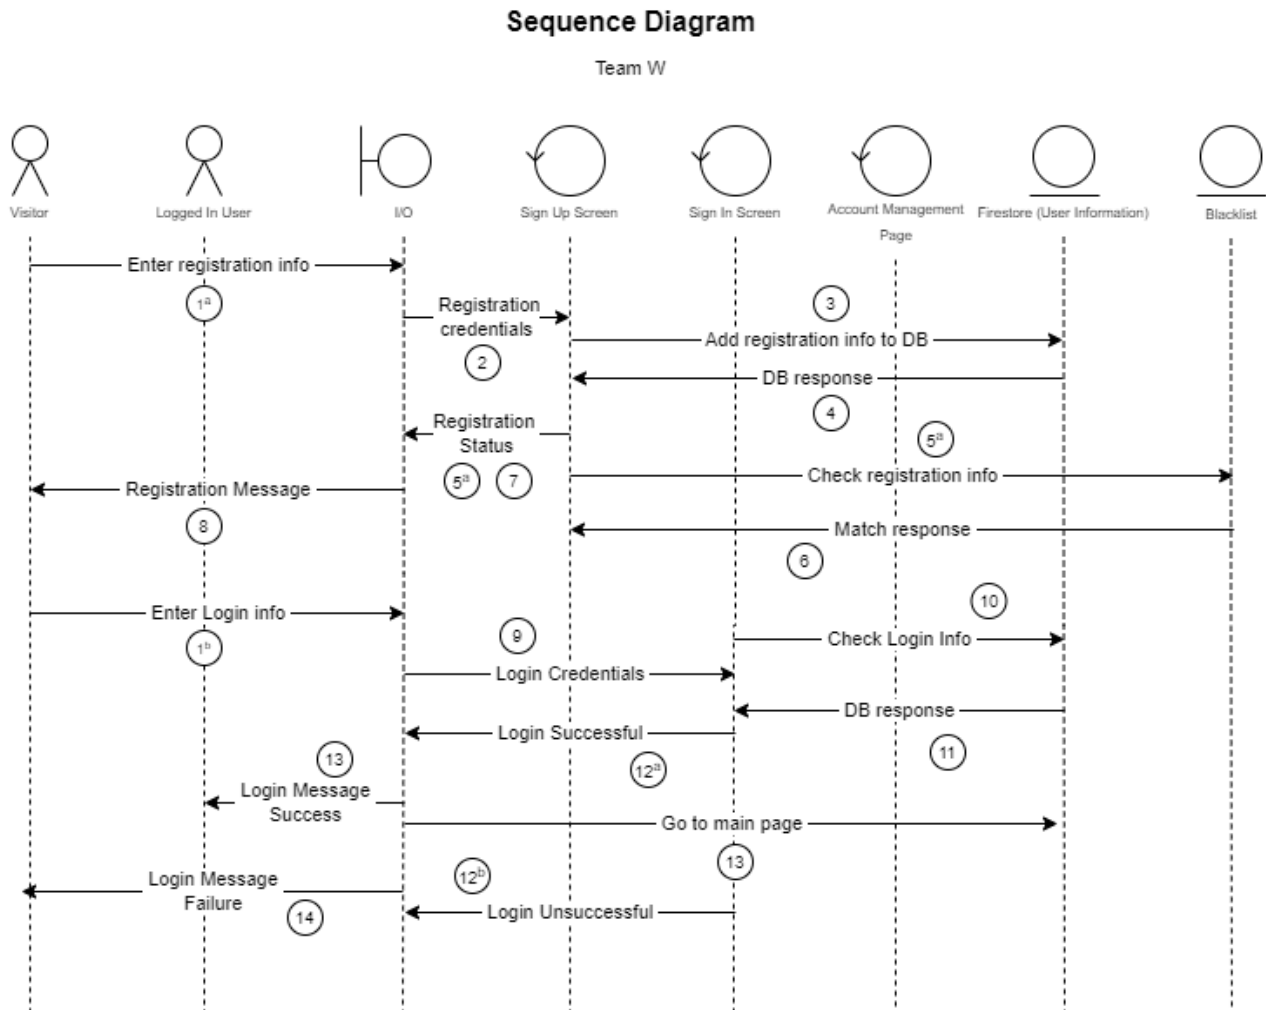 Sequence Diagram
Team W
Visitor
Logged In User
I/O
Sign Up Screen
Sign In Screen
Account Management
Page
Firestore (User Information)
Blacklist
Enter registration info
1a
Registration
credentials
2
3
Add registration info to DB
DB response
4
Registration
Status
5a
7
5a
Check registration info
Registration Message
8
Match response
6
Enter Login info
1b
9
10
Check Login Info
Login Credentials
DB response
11
Login Successful
12a
13
Login Message
Success
Go to main page
13
Login Message
Failure
14
12b
Login Unsuccessful